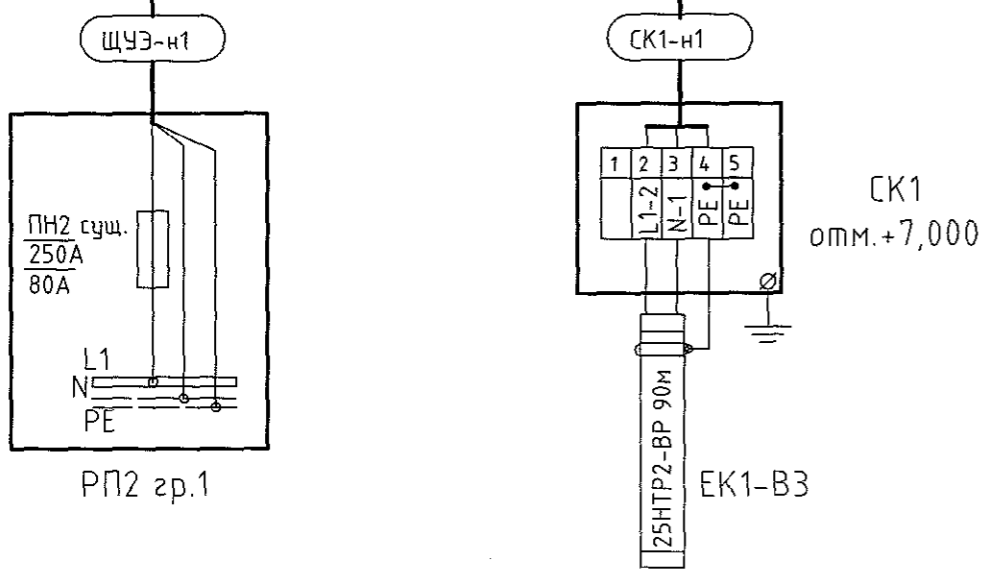 ЩУЭ-н1
ПН2 сущ.
250А
80А
L1
N
PE
РП2 гр.1
СК1-н1
1 2 3 4 5
L1-2
N-1
PE
PE
СК1
отм.+7,000
25НТР2-ВР 90м
ЕК1-В3